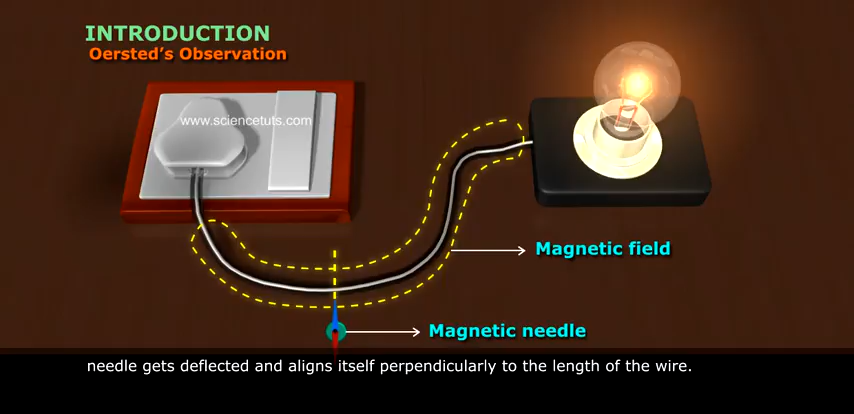 INTRODUCTION
Oersted's Observation
www.sciencetuts.com
Magnetic field
Magnetic needle
needle gets deflected and aligns itself perpendicularly to the length of the wire.